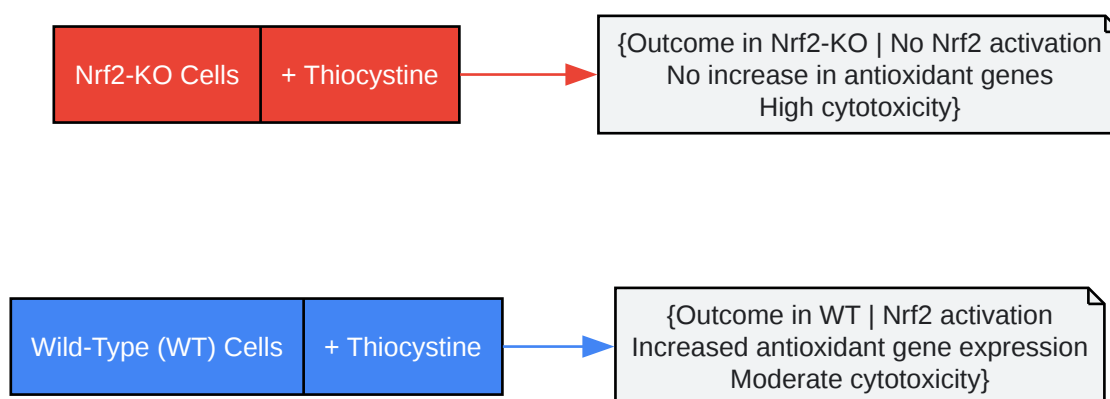 Nrf2-KO Cells
+ Thiocystine
{Outcome in Nrf2-KO | No Nrf2 activation
No increase in antioxidant genes
High cytotoxicity}
Wild-Type (WT) Cells
+ Thiocystine
{Outcome in WT | Nrf2 activation
Increased antioxidant gene expression
Moderate cytotoxicity}